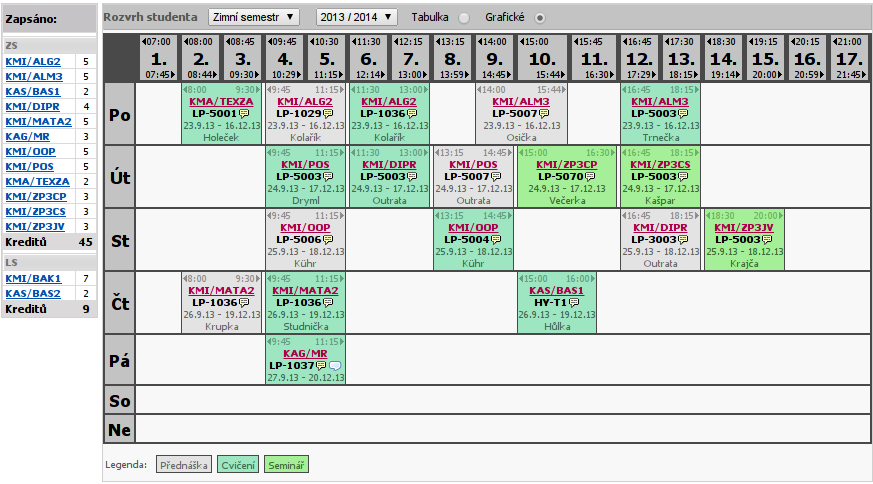 Zapsáno:
ZS
KMI/ALG2 5
KMI/ALM3 5
KAS/BAS1 2
KMI/DIPR 4
KMI/MATA2 5
KAG/MR 3
KMI/OOP 5
KMI/POS 5
KMA/TEXZA 2
KMI/ZP3CP 3
KMI/ZP3CS 3
KMI/ZP3JV 3
Kreditů 45
LS
KMI/BAK1 7
KAS/BAS2 2
Kreditů 9
Rozvrh studenta Zimní semestr 2013 / 2014 Tabulka Grafické
07:00 08:00 08:45 09:45 10:30 11:30 12:15 13:15 14:00 15:00 15:45 16:45 17:30 18:30 19:15 20:15 21:00
1. 2. 3. 4. 5. 6. 7. 8. 9. 10. 11. 12. 13. 14. 15. 16. 17.
07:45 08:44 09:30 10:29 11:15 12:14 13:00 13:59 14:45 15:44 16:30 17:29 18:15 19:14 20:00 20:59 21:45
Po
8:00 9:30 9:45 11:15 11:30 13:00 14:00 15:44 16:45 18:15
KMA/TEXZA KMI/ALG2 KMI/ALG2 KMI/ALM3 KMI/ALM3
LP-5001 LP-1029 LP-1036 LP-5007 LP-5003
23.9.13 - 16.12.13 23.9.13 - 16.12.13 23.9.13 - 16.12.13 23.9.13 - 16.12.13 23.9.13 - 16.12.13
Holeček Kolařík Kolařík Osička Trnečka
Út
9:45 11:15 11:30 13:00 13:15 14:45 15:00 16:30 16:45 18:15
KMI/POS KMI/DIPR KMI/POS KMI/ZP3CP KMI/ZP3CS
LP-5003 LP-5003 LP-5007 LP-5070 LP-5003
24.9.13 - 17.12.13 24.9.13 - 17.12.13 24.9.13 - 17.12.13 24.9.13 - 17.12.13 24.9.13 - 17.12.13
Dryml Outrata Outrata Večerka Kašpar
St
9:45 11:15 13:15 14:45 16:45 18:15 18:30 20:00
KMI/OOP KMI/OOP KMI/DIPR KMI/ZP3JV
LP-5006 LP-5004 LP-3003 LP-5003
25.9.13 - 18.12.13 25.9.13 - 18.12.13 25.9.13 - 18.12.13 25.9.13 - 18.12.13
Kühr Kühr Outrata Krajča
Čt
8:00 9:30 9:45 11:15 15:00 16:00
KMI/MATA2 KMI/MATA2 KAS/BAS1
LP-1036 LP-1036 HY-T1
26.9.13 - 19.12.13 26.9.13 - 19.12.13 26.9.13 - 19.12.13
Krupka Studnička Hůlka
Pá
9:45 11:15
KAG/MR
LP-1037
27.9.13 - 20.12.13
So
Ne
Legenda: Přednáška Cvičení Seminář